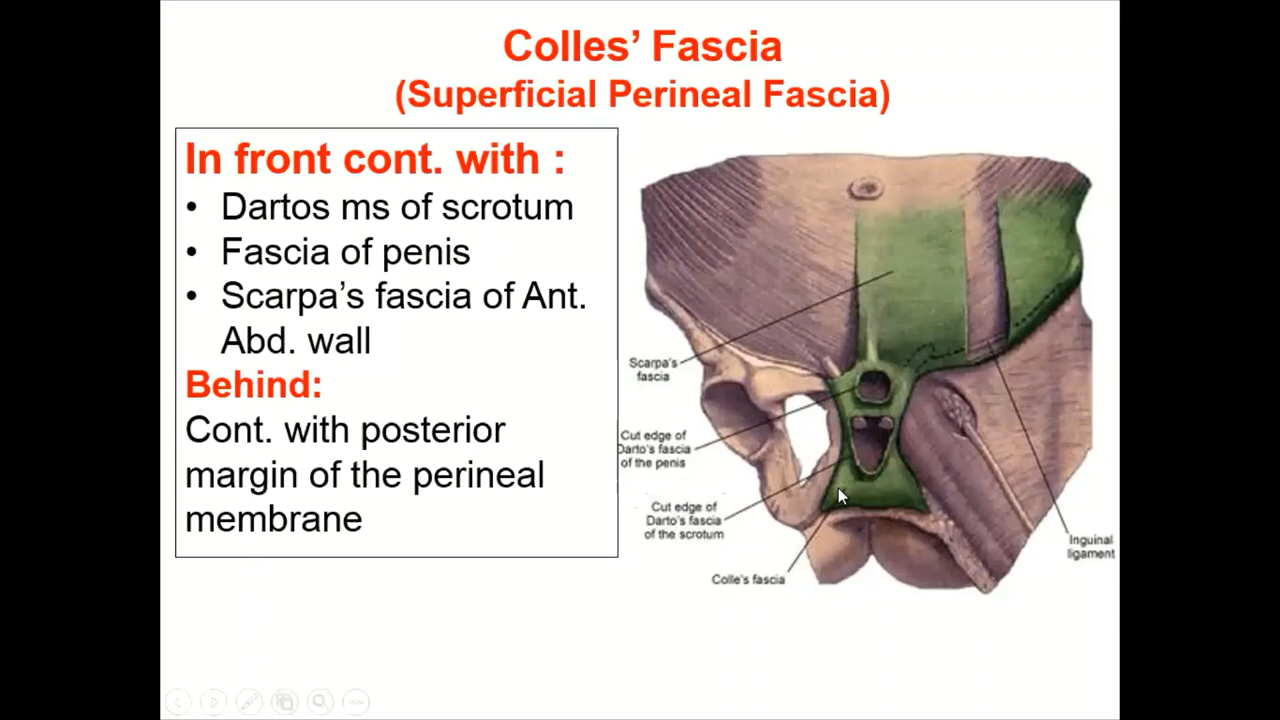 Colles’ Fascia
(Superficial Perineal Fascia)
In front cont. with :
• Dartos ms of scrotum
• Fascia of penis
• Scarpa’s fascia of Ant.
Abd. wall
Behind:
Cont. with posterior
margin of the perineal
membrane
Scarpa's
fascia
Cut edge of
Darto's fascia
of the penis
Cut edge of
Darto's fascia
of the scrotum
Colle's fascia
Inguinal
ligament